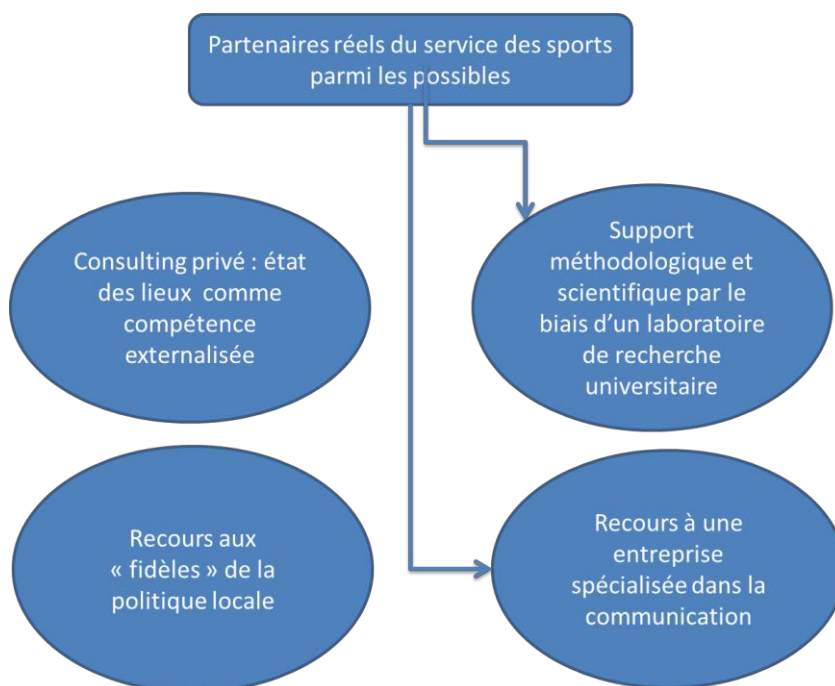 Partenaires réels du service des sports
parmi les possibles
Consulting privé : état
des lieux comme
compétence
externalisée
Support
méthodologique et
scientifique par le
biais d’un laboratoire
de recherche
universitaire
Recours aux
« fidèles » de la
politique locale
Recours à une
entreprise
spécialisée dans la
communication